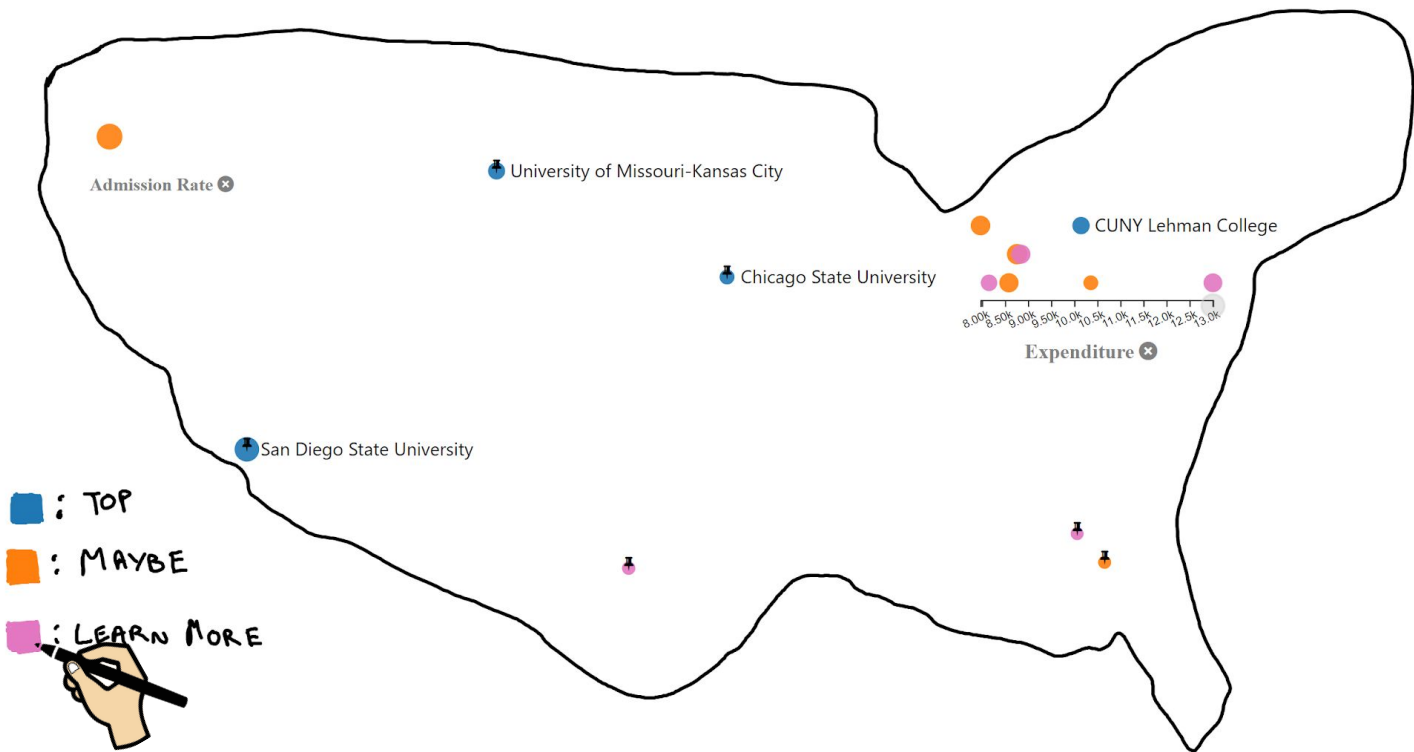 Admission Rate
University of Missouri-Kansas City
CUNY Lehman College
Chicago State University
8.00k 8.50k 9.00k 9.50k 10.0k 10.5k 11.0k 11.5k 12.0k 12.5k 13.0k
Expenditure
San Diego State University
: TOP
: MAYBE
: LEARN MORE